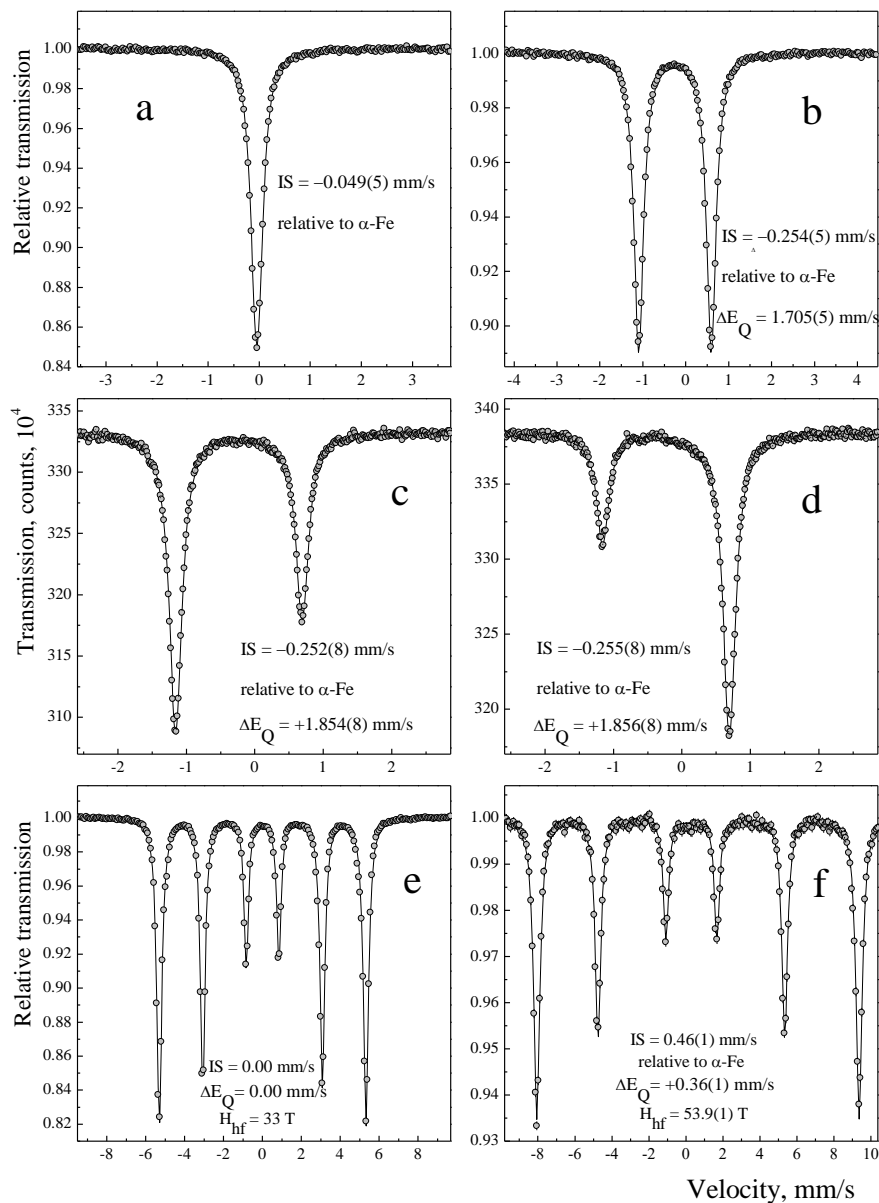 1.00
0.98
0.96
0.94
0.92
0.90
0.88
0.86
0.84
Relative transmission
a
IS = –0.049(5) mm/s
relative to α-Fe
-3 -2 -1 0 1 2 3
1.00
0.98
0.96
0.94
0.92
0.90
b
IS = –0.254(5) mm/s
relative to α-Fe
ΔE_Q = 1.705(5) mm/s
-4 -3 -2 -1 0 1 2 3 4
335
330
325
320
315
310
Transmission, counts, 10^4
c
IS = –0.252(8) mm/s
relative to α-Fe
ΔE_Q = +1.854(8) mm/s
-2 -1 0 1 2
340
335
330
325
320
d
IS = –0.255(8) mm/s
relative to α-Fe
ΔE_Q = +1.856(8) mm/s
-2 -1 0 1 2
1.00
0.98
0.96
0.94
0.92
0.90
0.88
0.86
0.84
0.82
Relative transmission
e
IS = 0.00 mm/s
ΔE_Q = 0.00 mm/s
H_hf = 33 T
-8 -6 -4 -2 0 2 4 6 8
1.00
0.99
0.98
0.97
0.96
0.95
0.94
0.93
f
IS = 0.46(1) mm/s
relative to α-Fe
ΔE_Q = +0.36(1) mm/s
H_hf = 53.9(1) T
-8 -6 -4 -2 0 2 4 6 8 10
Velocity, mm/s